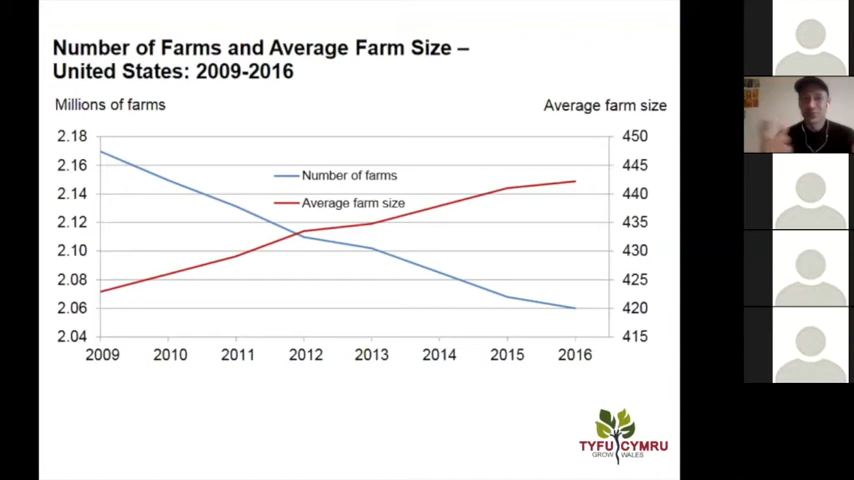 Number of Farms and Average Farm Size –
United States: 2009-2016
Millions of farms
Average farm size
2.18
450
2.16
445
Number of farms
2.14
440
Average farm size
2.12
435
2.10
430
2.08
425
2.06
420
2.04
415
2009 2010 2011 2012 2013 2014 2015 2016
TYFU CYMRU
GROW WALES